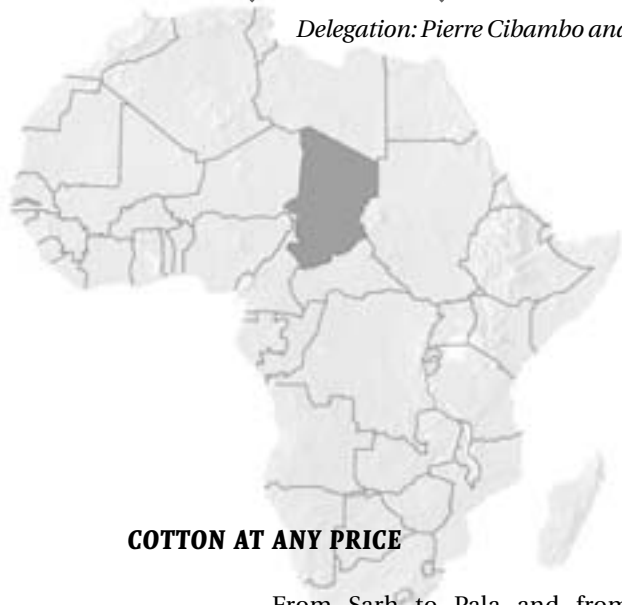 Delegation: Pierre Cibambo and
COTTON AT ANY PRICE
From Sarh to Pala and from